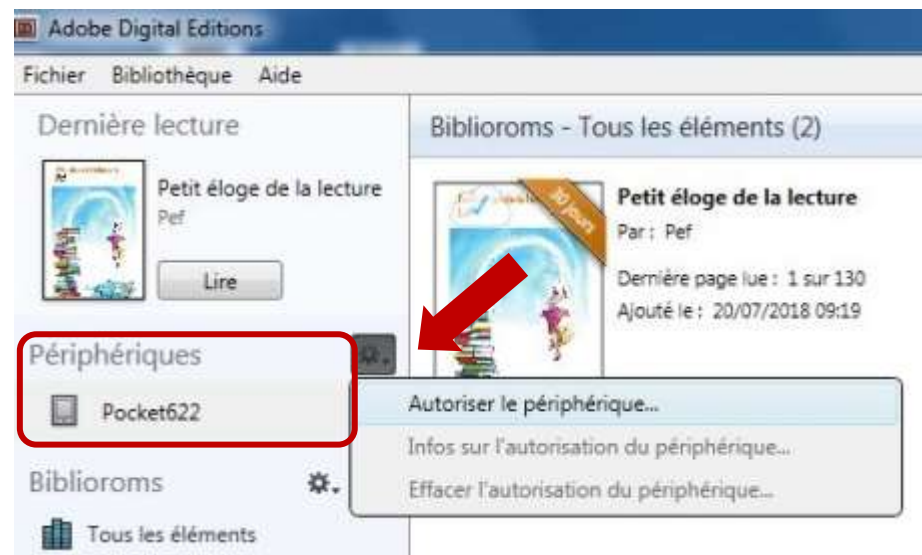 Adobe Digital Editions
Fichier Bibliothèque Aide
Dernière lecture
Petit éloge de la lecture
Pef
Lire
Biblioroms - Tous les éléments (2)
30 jours
Petit éloge de la lecture
Par : Pef
Dernière page lue : 1 sur 130
Ajouté le : 20/07/2018 09:19
Périphériques
Pocket622
Autoriser le périphérique...
Infos sur l'autorisation du périphérique...
Effacer l'autorisation du périphérique...
Biblioroms
Tous les éléments